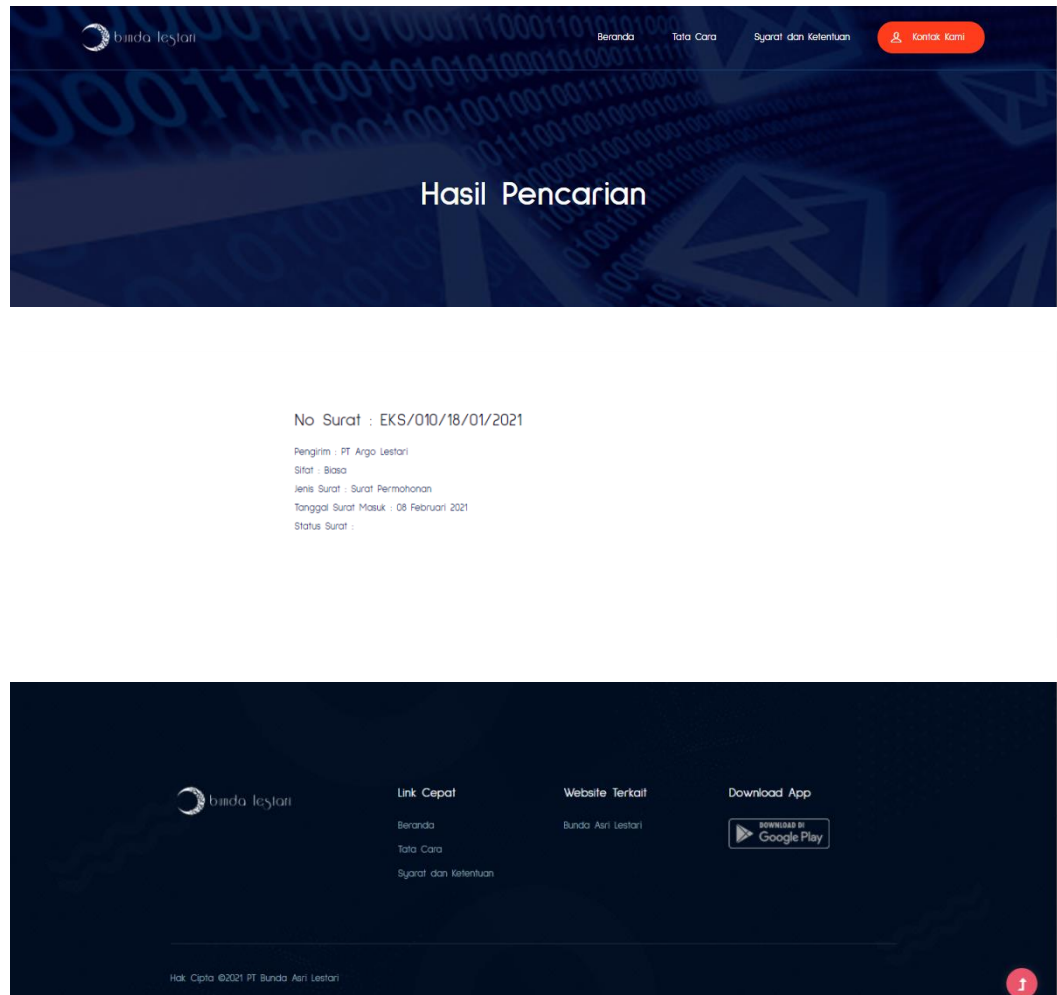 bunda lestari
Beranda Tata Cara Syarat dan Ketentuan Kontak Kami
Hasil Pencarian
No Surat : EKS/010/18/01/2021
Pengirim : PT Argo Lestari
Sifat : Biasa
Jenis Surat : Surat Permohonan
Tanggal Surat Masuk : 08 Februari 2021
Status Surat :
bunda lestari
Link Cepat
Beranda
Tata Cara
Syarat dan Ketentuan
Website Terkait
Bunda Asri Lestari
Download App
DOWNLOAD DI
Google Play
Hak Cipta ©2021 PT Bunda Asri Lestari